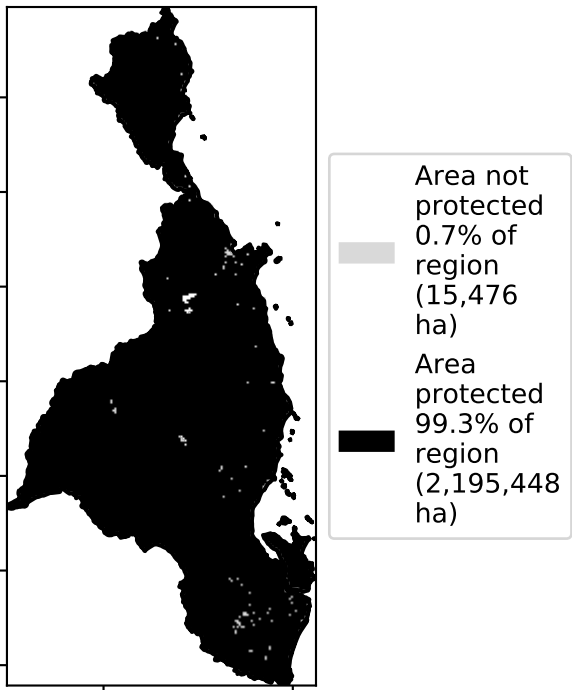 Area not
protected
0.7% of
region
(15,476
ha)
Area
protected
99.3% of
region
(2,195,448
ha)